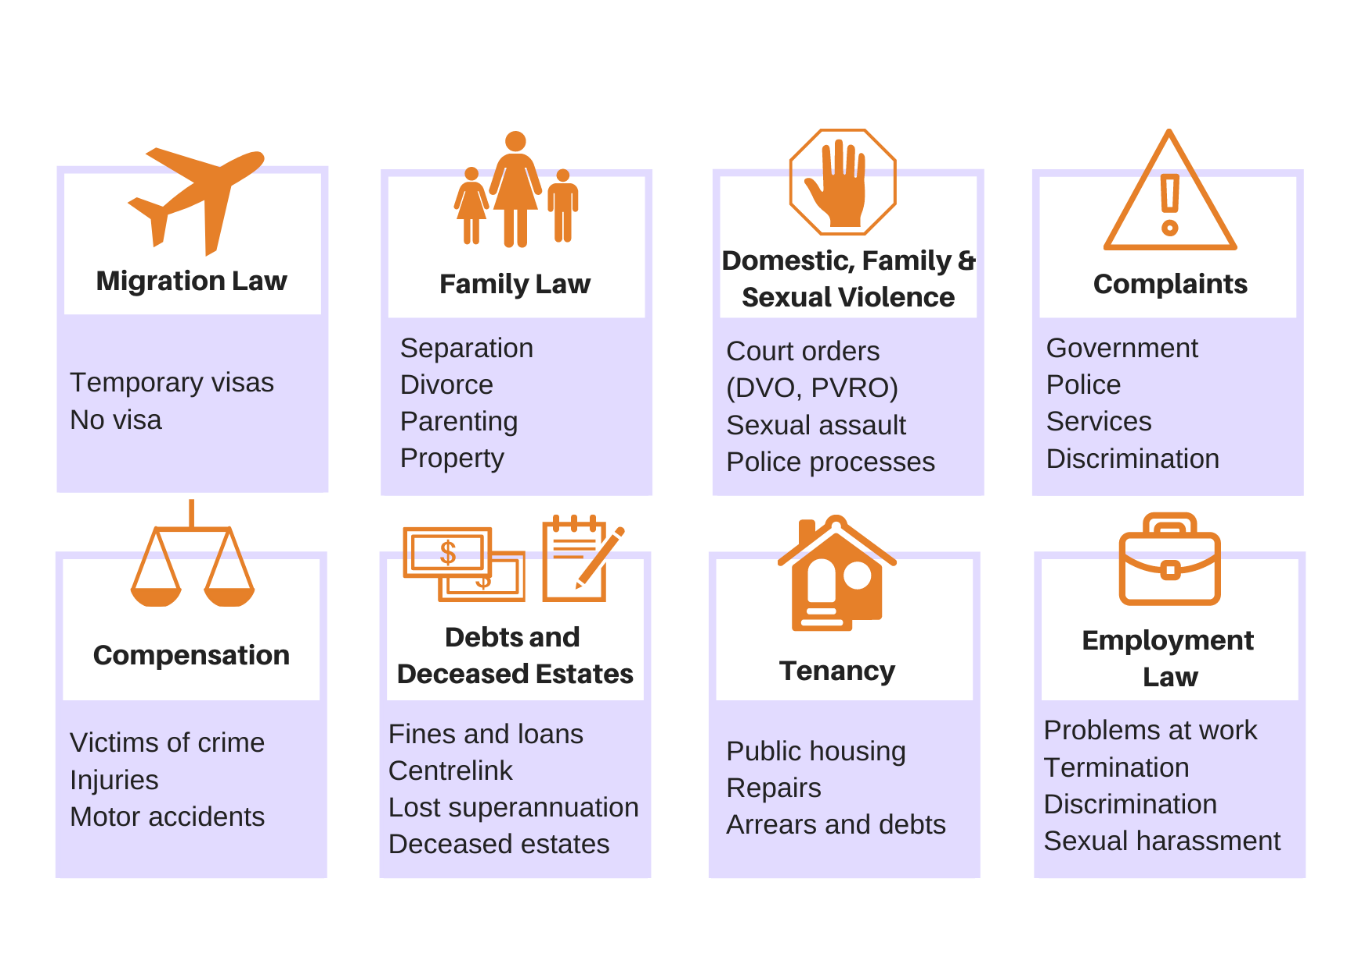 Migration Law
Temporary visas
No visa
Family Law
Separation
Divorce
Parenting
Property
Domestic, Family &
Sexual Violence
Court orders
(DVO, PVRO)
Sexual assault
Police processes
Complaints
Government
Police
Services
Discrimination
Compensation
Victims of crime
Injuries
Motor accidents
$
$
Debts and
Deceased Estates
Fines and loans
Centrelink
Lost superannuation
Deceased estates
Tenancy
Public housing
Repairs
Arrears and debts
Employment
Law
Problems at work
Termination
Discrimination
Sexual harassment